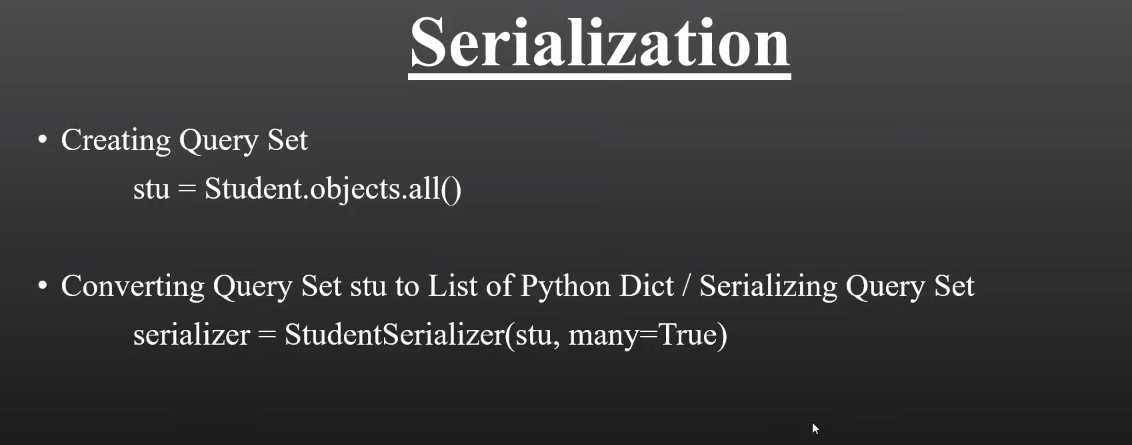 Serialization
• Creating Query Set
stu = Student.objects.all()
• Converting Query Set stu to List of Python Dict / Serializing Query Set
serializer = StudentSerializer(stu, many=True)